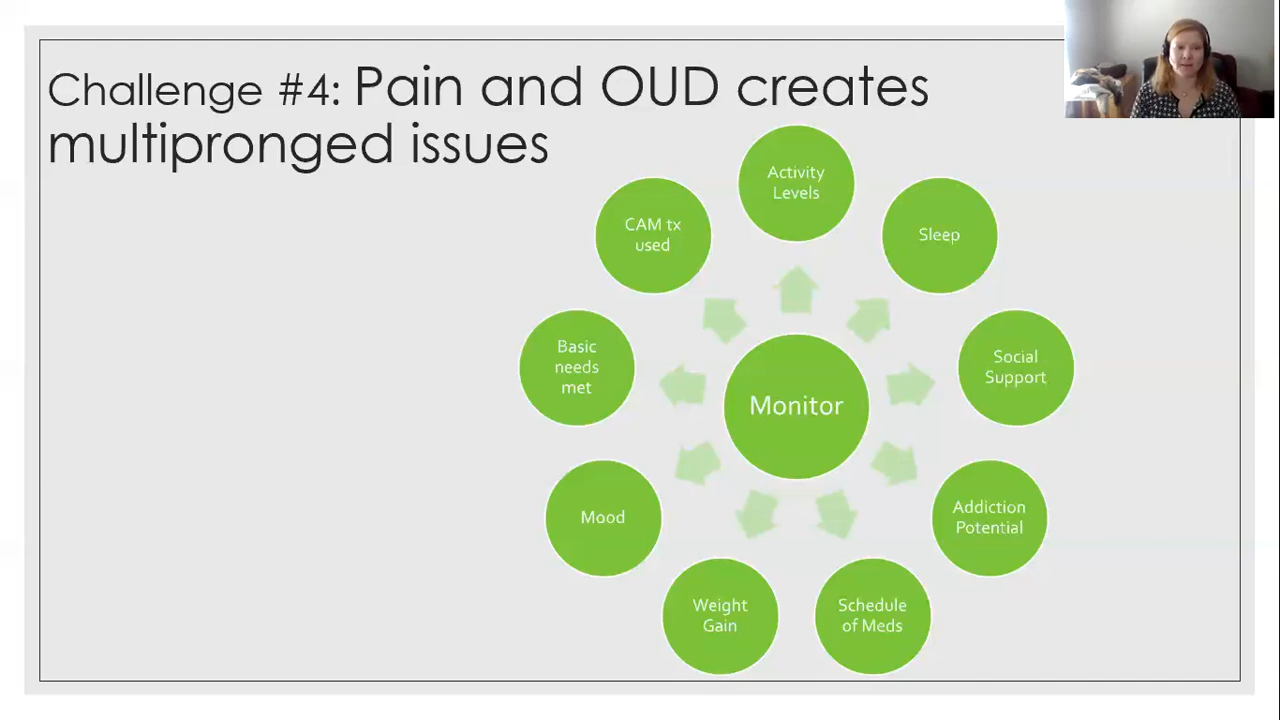 Challenge #4: Pain and OUD creates
multipronged issues
Activity
Levels
Sleep
Social
Support
Addiction
Potential
Schedule
of Meds
Weight
Gain
Mood
Basic
needs
met
CAM tx
used
Monitor